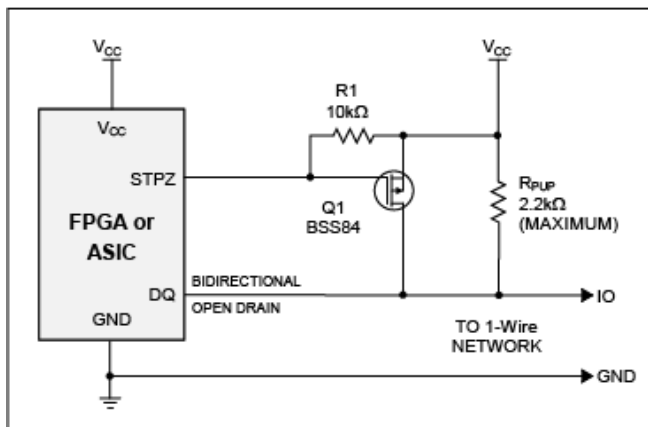 VCC
VCC
R1
10kΩ
VCC
STPZ
RPUP
2.2kΩ
(MAXIMUM)
Q1
BSS84
FPGA or
ASIC
DQ
BIDIRECTIONAL
OPEN DRAIN
IO
GND
TO 1-Wire
NETWORK
GND